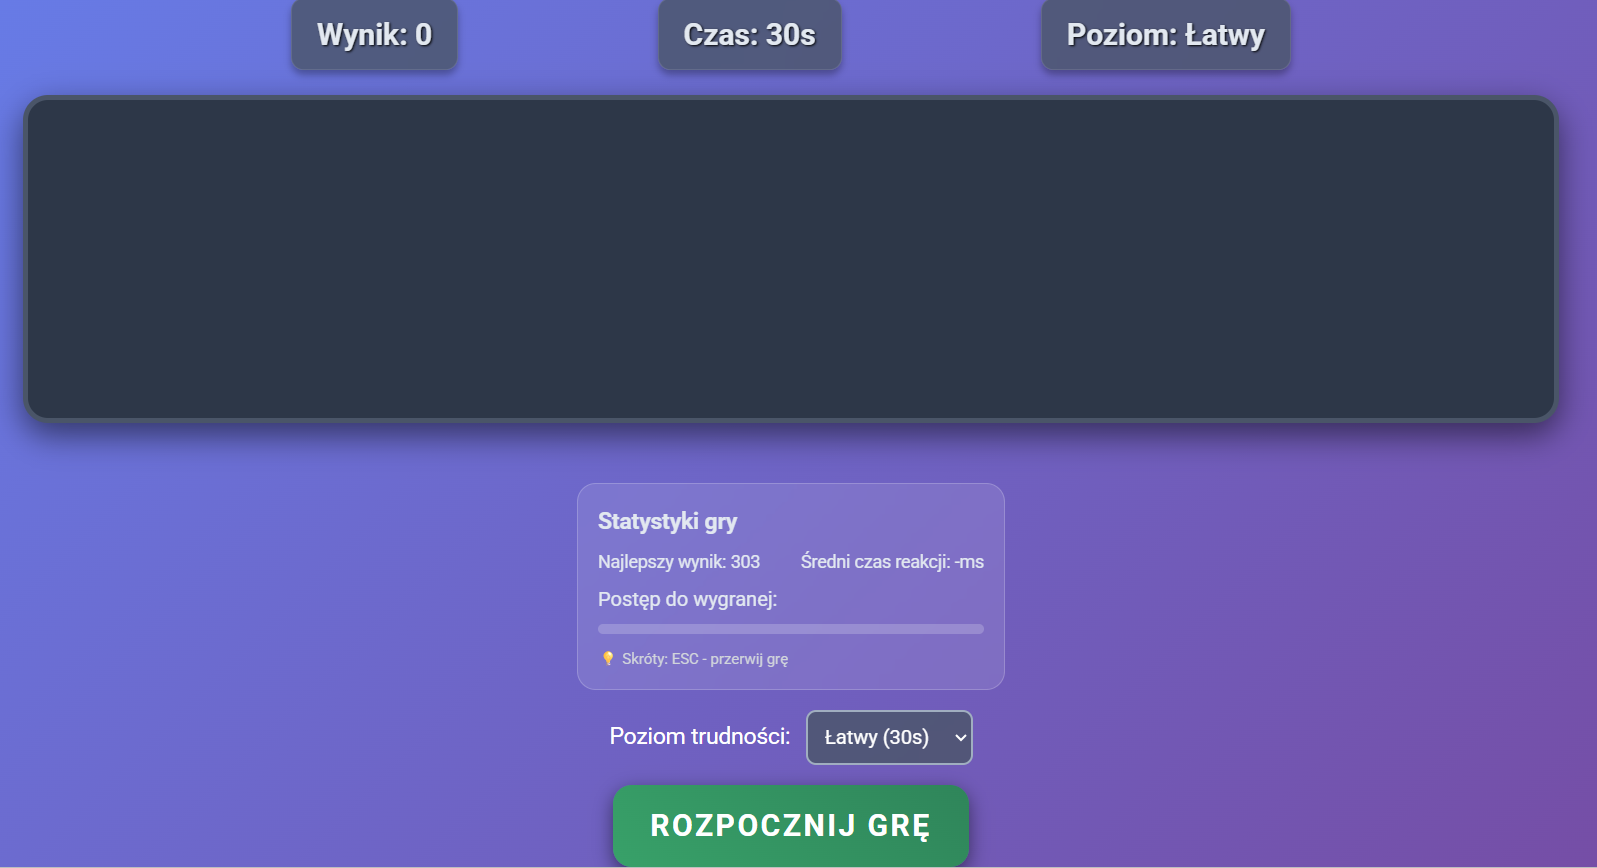 Wynik: 0
Czas: 30s
Poziom: Łatwy
Statystyki gry
Najlepszy wynik: 303
Średni czas reakcji: -ms
Postęp do wygranej:
💡 Skróty: ESC - przerwij grę
Poziom trudności:
Łatwy (30s)
ROZPOCZNIJ GRĘ